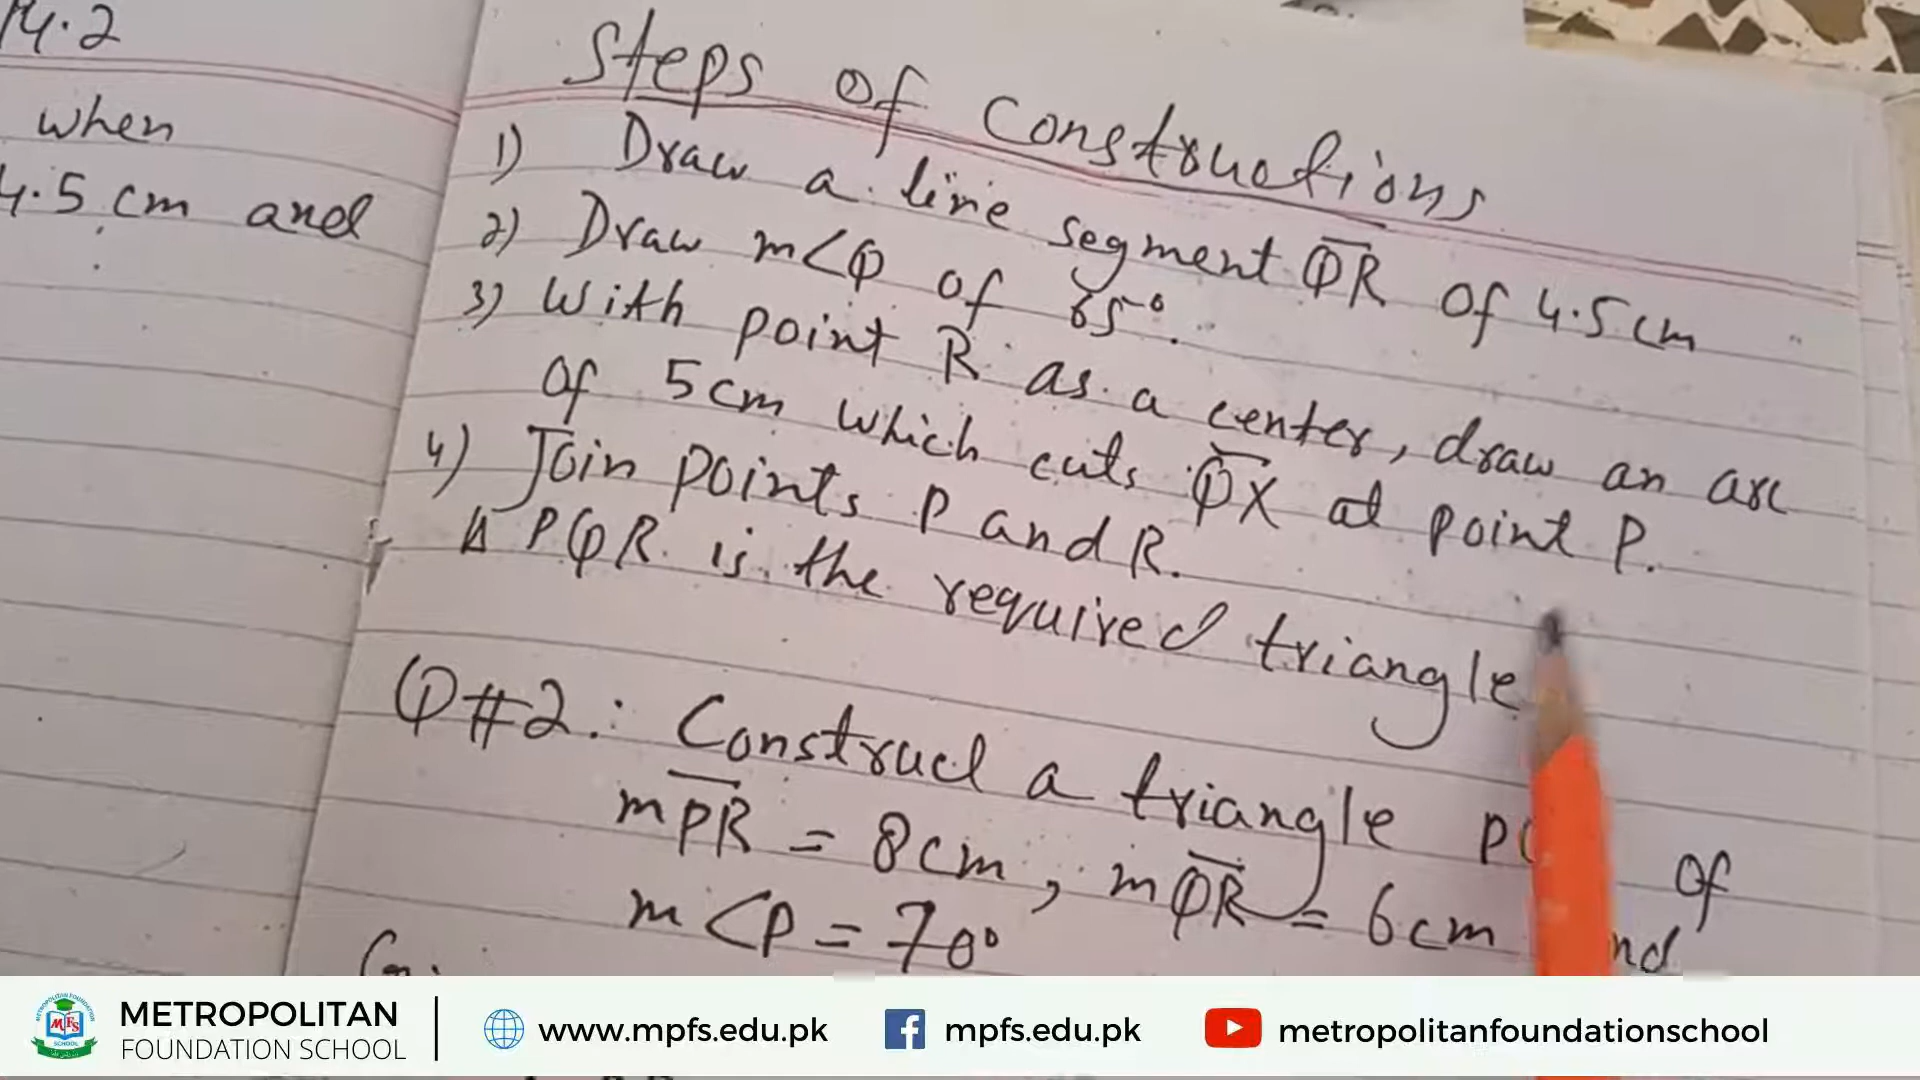 14.2
when
4.5 cm and
Steps of Constructions
1) Draw a line segment QR of 4.5 cm
2) Draw m<Q of 65°.
3) With point R as a center, draw an arc
of 5cm which cuts QX at point P.
4) Join points P and R.
Δ PQR is the required triangle
Q#2: Construct a triangle P of
mPR = 8cm, mQR = 6cm and
m<P = 70°
METROPOLITAN
FOUNDATION SCHOOL
www.mpfs.edu.pk
mpfs.edu.pk
metropolitanfoundationschool
MFS
SCHOOL